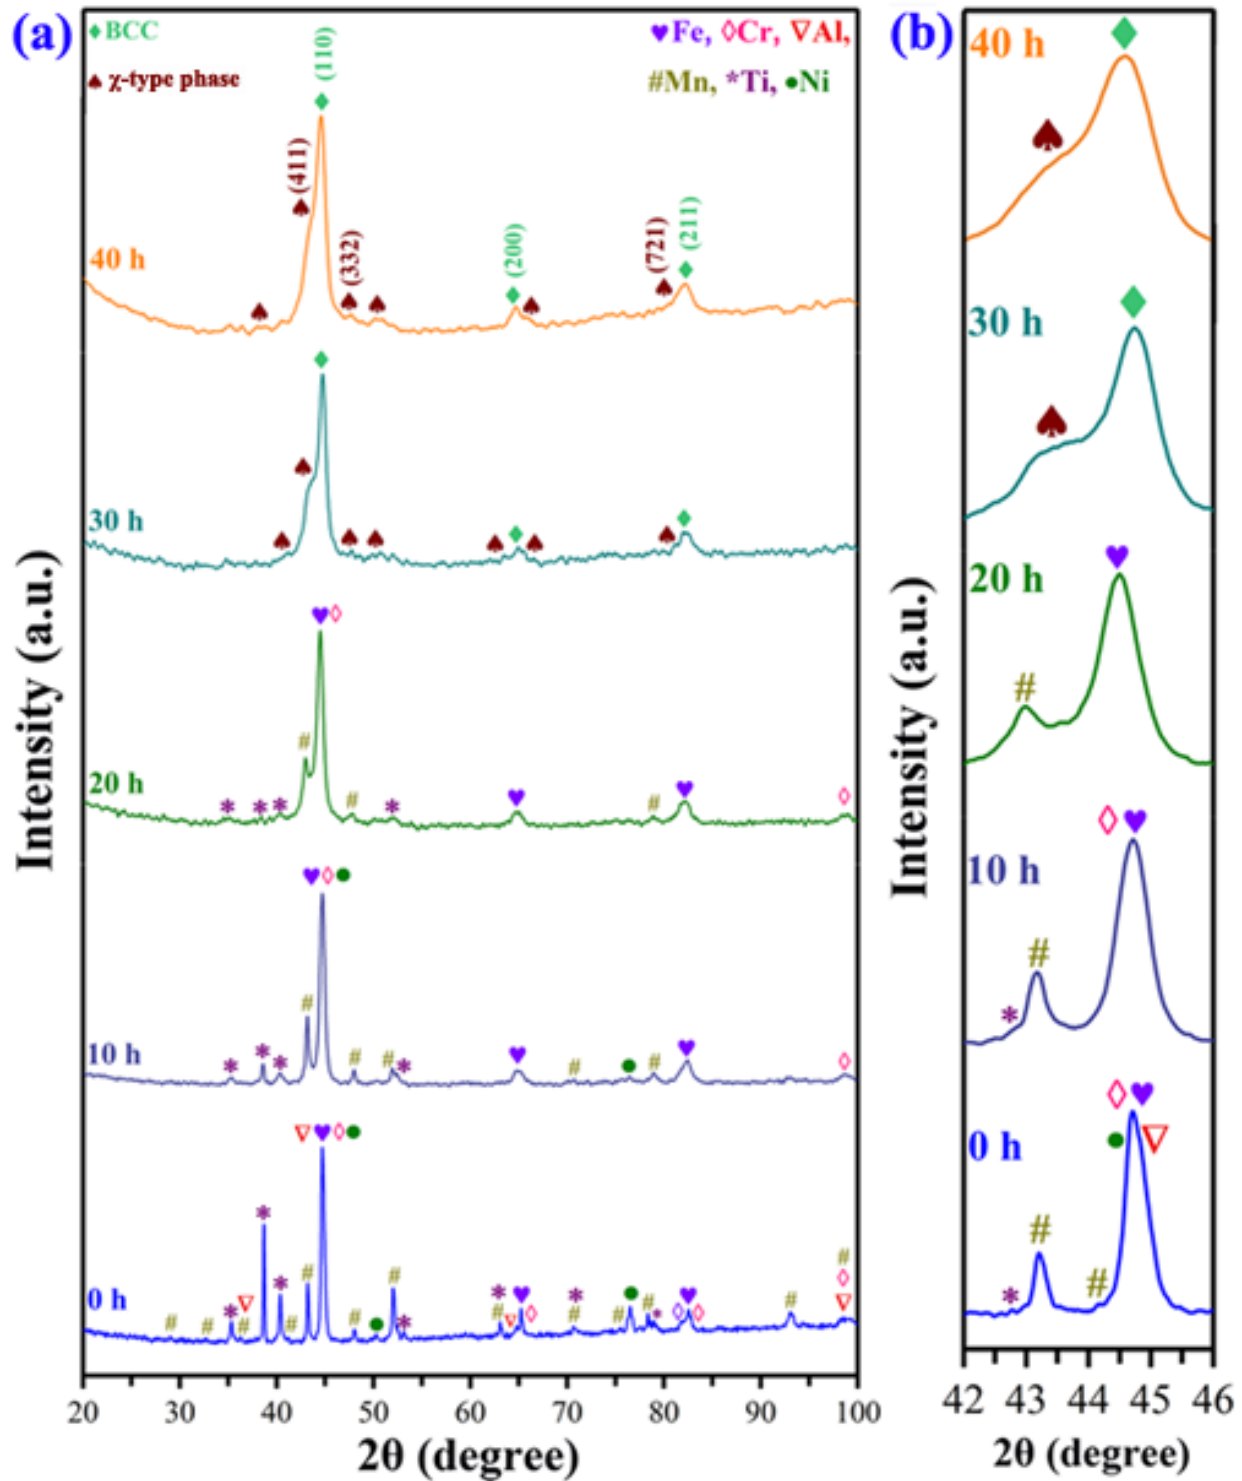 (a)
♦BCC
♥Fe, ◊Cr, ∇Al,
♠χ-type phase
#Mn, *Ti, ●Ni
(110)
(411)
(332)
(200)
(721)
(211)
40 h
30 h
20 h
10 h
0 h
Intensity (a.u.)
20 30 40 50 60 70 80 90 100
2θ (degree)
(b)
40 h
30 h
20 h
10 h
0 h
Intensity (a.u.)
42 43 44 45 46
2θ (degree)